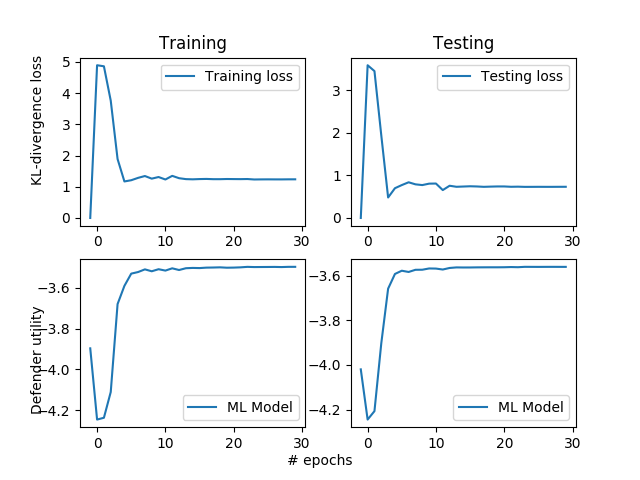 Training Testing
KL-divergence loss
5
4
3
2
1
0
Training loss
0 10 20 30
3
2
1
0
Testing loss
0 10 20 30
Defender utility
−3.6
−3.8
−4.0
−4.2
ML Model
0 10 20 30
−3.6
−3.8
−4.0
−4.2
ML Model
0 10 20 30
# epochs